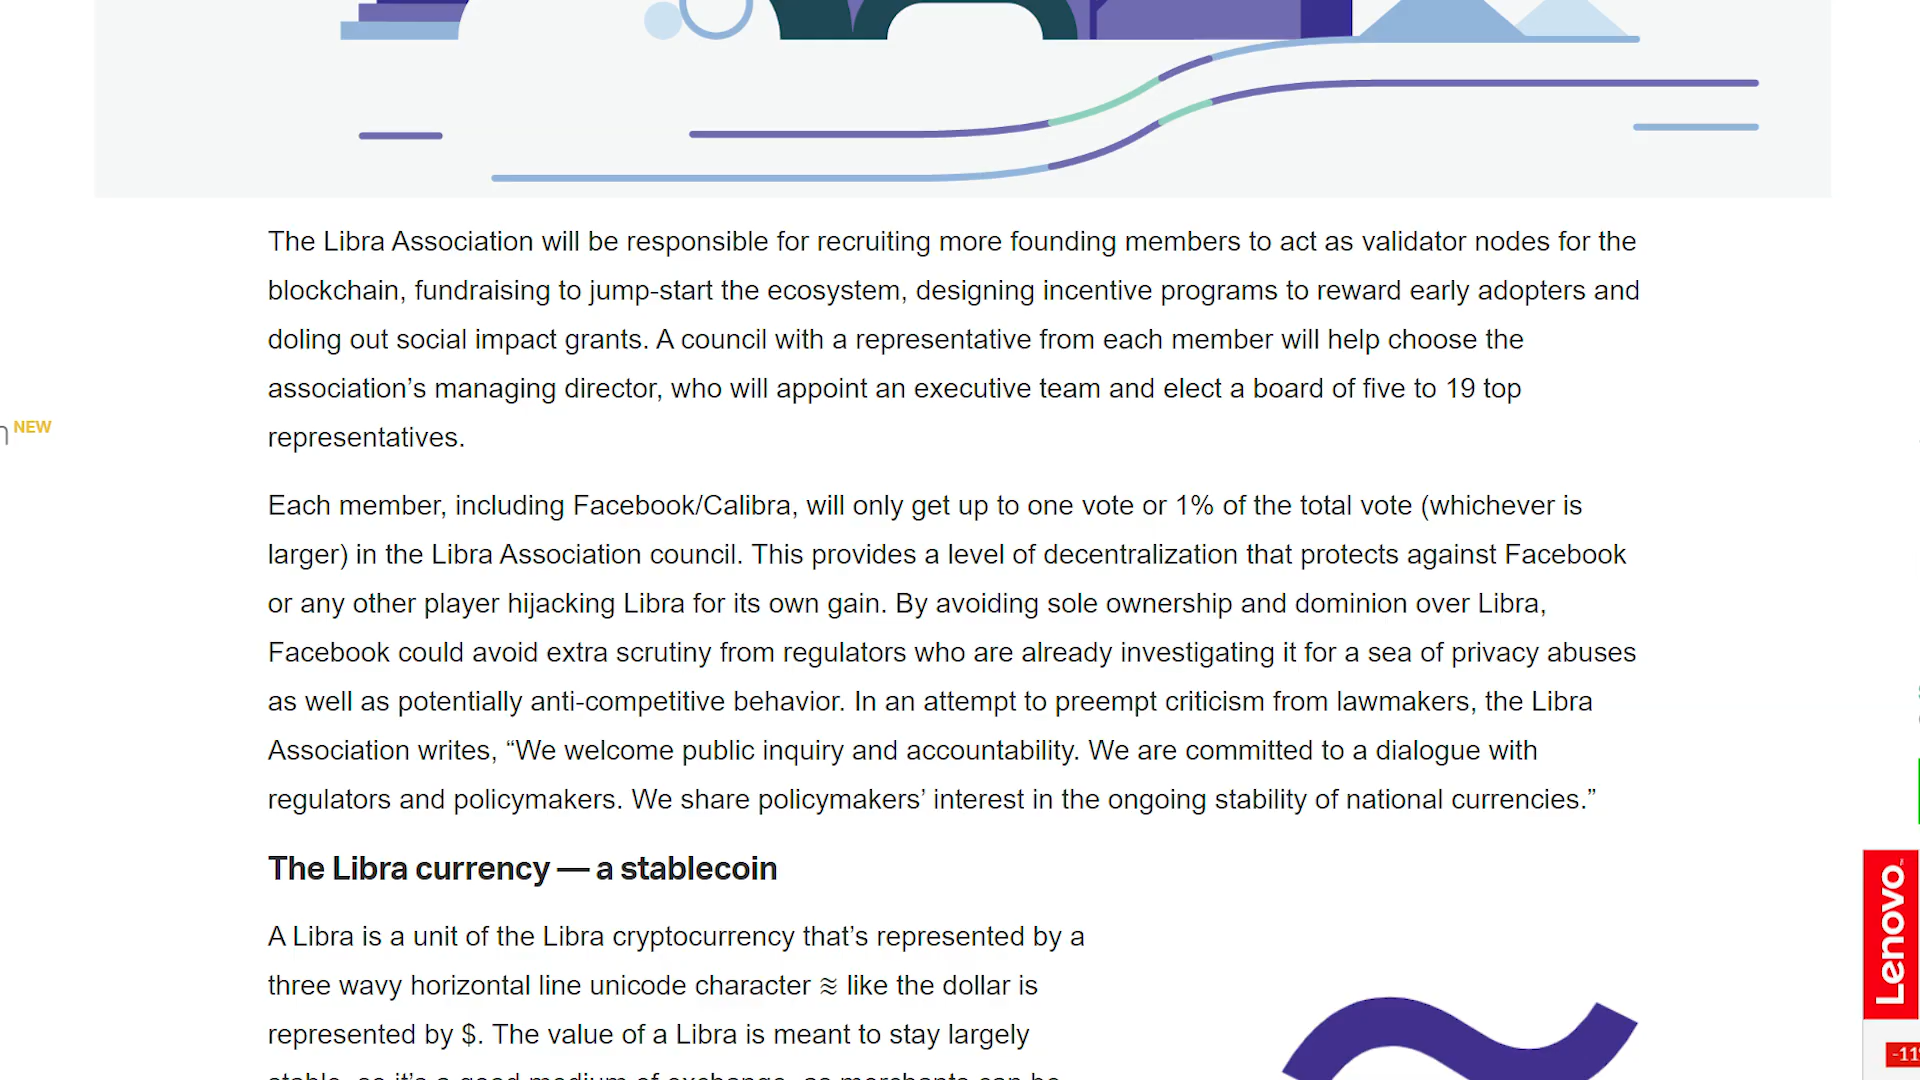 The Libra Association will be responsible for recruiting more founding members to act as validator nodes for the
blockchain, fundraising to jump-start the ecosystem, designing incentive programs to reward early adopters and
doling out social impact grants. A council with a representative from each member will help choose the
association’s managing director, who will appoint an executive team and elect a board of five to 19 top
representatives.
NEW
Each member, including Facebook/Calibra, will only get up to one vote or 1% of the total vote (whichever is
larger) in the Libra Association council. This provides a level of decentralization that protects against Facebook
or any other player hijacking Libra for its own gain. By avoiding sole ownership and dominion over Libra,
Facebook could avoid extra scrutiny from regulators who are already investigating it for a sea of privacy abuses
as well as potentially anti-competitive behavior. In an attempt to preempt criticism from lawmakers, the Libra
Association writes, “We welcome public inquiry and accountability. We are committed to a dialogue with
regulators and policymakers. We share policymakers’ interest in the ongoing stability of national currencies.”
The Libra currency — a stablecoin
A Libra is a unit of the Libra cryptocurrency that’s represented by a
three wavy horizontal line unicode character ≋ like the dollar is
represented by $. The value of a Libra is meant to stay largely
stable, so it’s a good medium of exchange, as merchants can be
Lenovo